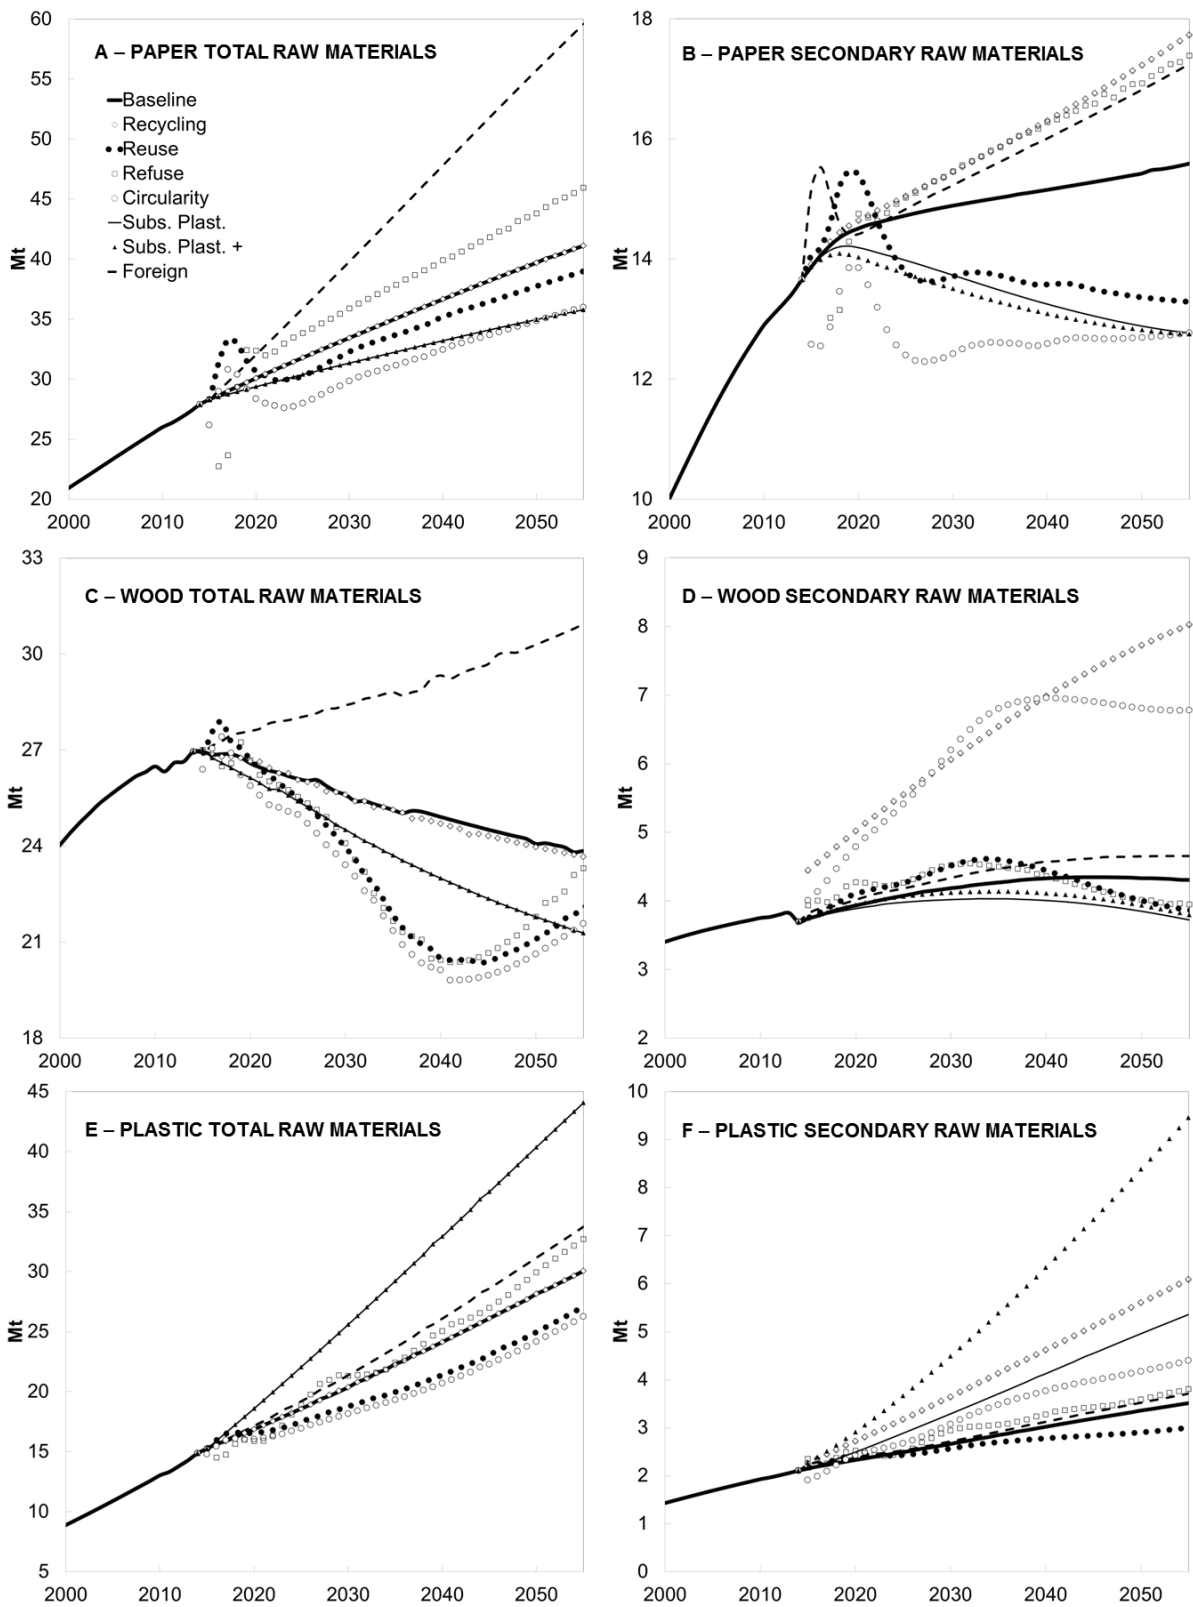 A – PAPER TOTAL RAW MATERIALS
60
55
50
45
40
35
30
25
20
Mt
Baseline
Recycling
Reuse
Refuse
Circularity
Subs. Plast.
Subs. Plast. +
Foreign
2000 2010 2020 2030 2040 2050
B – PAPER SECONDARY RAW MATERIALS
18
16
14
12
10
Mt
2000 2010 2020 2030 2040 2050
C – WOOD TOTAL RAW MATERIALS
33
30
27
24
21
18
Mt
2000 2010 2020 2030 2040 2050
D – WOOD SECONDARY RAW MATERIALS
9
8
7
6
5
4
3
2
Mt
2000 2010 2020 2030 2040 2050
E – PLASTIC TOTAL RAW MATERIALS
45
40
35
30
25
20
15
10
5
Mt
2000 2010 2020 2030 2040 2050
F – PLASTIC SECONDARY RAW MATERIALS
10
9
8
7
6
5
4
3
2
1
0
Mt
2000 2010 2020 2030 2040 2050